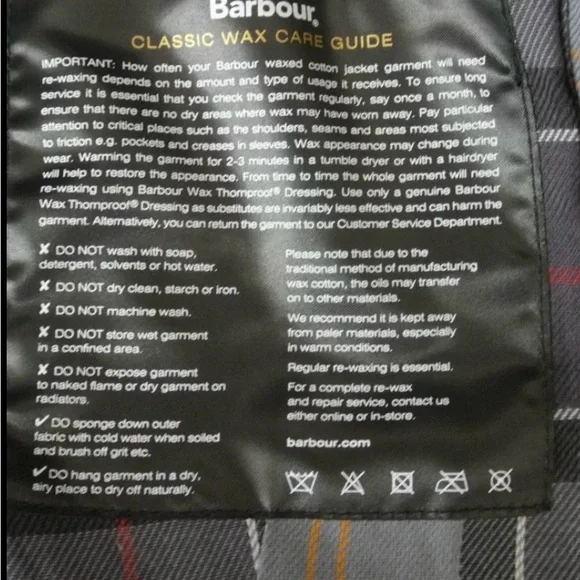 Barbour.
CLASSIC WAX CARE GUIDE
IMPORTANT: How often your Barbour waxed cotton jacket garment will need
re-waxing depends on the amount and type of usage it receives. To ensure long
service it is essential that you check the garment regularly, say once a month, to
ensure that there are no dry areas where wax may have worn away. Pay particular
attention to critical places such as the shoulders, seams and areas most subjected
to friction e.g. pockets and creases in sleeves. Wax appearance may change during
wear. Warming the garment for 2-3 minutes in a tumble dryer or with a hairdryer
will help to restore the appearance. From time to time the whole garment will need
re-waxing using Barbour Wax Thornproof® Dressing. Use only a genuine Barbour
Wax Thornproof® Dressing as substitutes are invariably less effective and can harm the
garment. Alternatively, you can return the garment to our Customer Service Department.
✘ DO NOT wash with soap,
detergent, solvents or hot water.
✘ DO NOT dry clean, starch or iron.
✘ DO NOT machine wash.
✘ DO NOT store wet garment
in a confined area.
✘ DO NOT expose garment
to naked flame or dry garment on
radiators.
✓ DO sponge down outer
fabric with cold water when soiled
and brush off grit etc.
✓ DO hang garment in a dry,
airy place to dry off naturally.
Please note that due to the
traditional method of manufacturing
wax cotton, the oils may transfer
on to other materials.
We recommend it is kept away
from paler materials, especially
in warm conditions.
Regular re-waxing is essential.
For a complete re-wax
and repair service, contact us
either online or in-store.
barbour.com